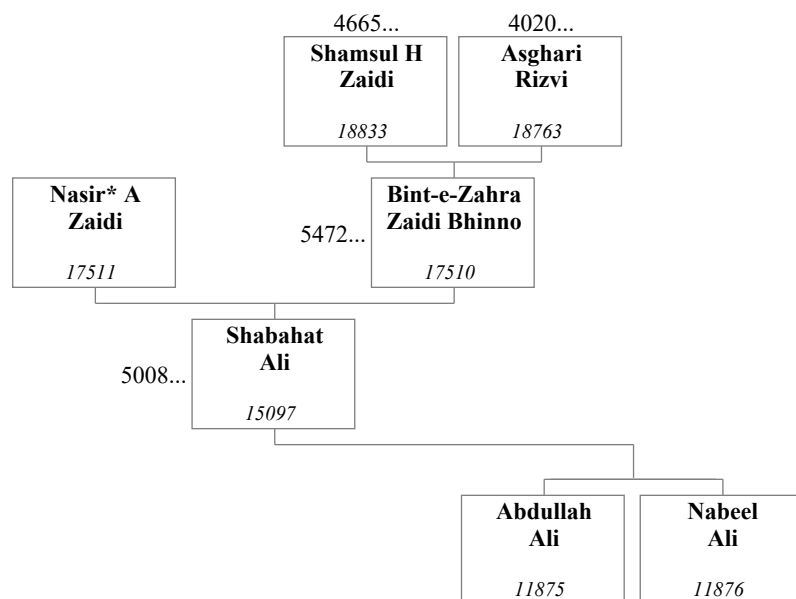 4665...
4020...
Shamsul H
Zaidi
18833
Asghari
Rizvi
18763
Nasir* A
Zaidi
17511
5472...
Bint-e-Zahra
Zaidi Bhinno
17510
5008...
Shabahat
Ali
15097
Abdullah
Ali
11875
Nabeel
Ali
11876